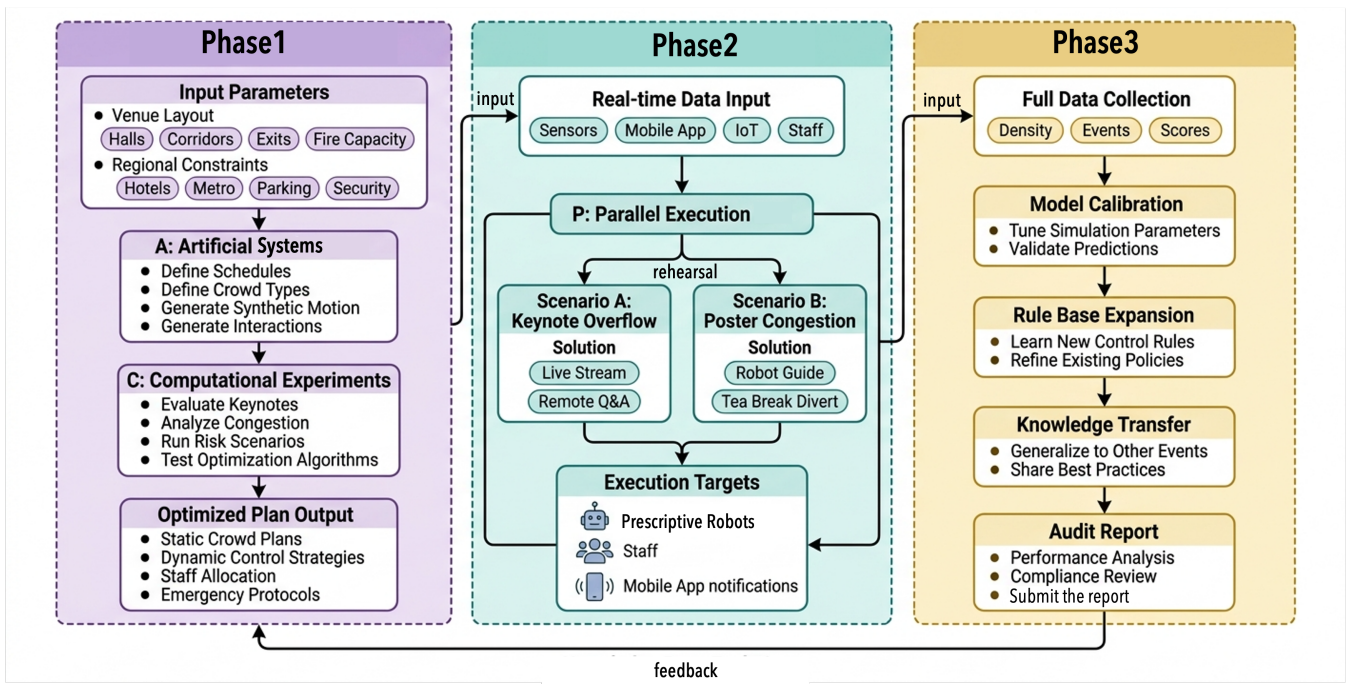 Phase1
Input Parameters
● Venue Layout
Halls Corridors Exits Fire Capacity
● Regional Constraints
Hotels Metro Parking Security
A: Artificial Systems
● Define Schedules
● Define Crowd Types
● Generate Synthetic Motion
● Generate Interactions
C: Computational Experiments
● Evaluate Keynotes
● Analyze Congestion
● Run Risk Scenarios
● Test Optimization Algorithms
Optimized Plan Output
● Static Crowd Plans
● Dynamic Control Strategies
● Staff Allocation
● Emergency Protocols
input
Phase2
Real-time Data Input
Sensors Mobile App IoT Staff
P: Parallel Execution
rehearsal
Scenario A:
Keynote Overflow
Solution
Live Stream
Remote Q&A
Scenario B:
Poster Congestion
Solution
Robot Guide
Tea Break Divert
Execution Targets
Prescriptive Robots
Staff
Mobile App notifications
input
Phase3
Full Data Collection
Density Events Scores
Model Calibration
● Tune Simulation Parameters
● Validate Predictions
Rule Base Expansion
● Learn New Control Rules
● Refine Existing Policies
Knowledge Transfer
● Generalize to Other Events
● Share Best Practices
Audit Report
● Performance Analysis
● Compliance Review
● Submit the report
feedback